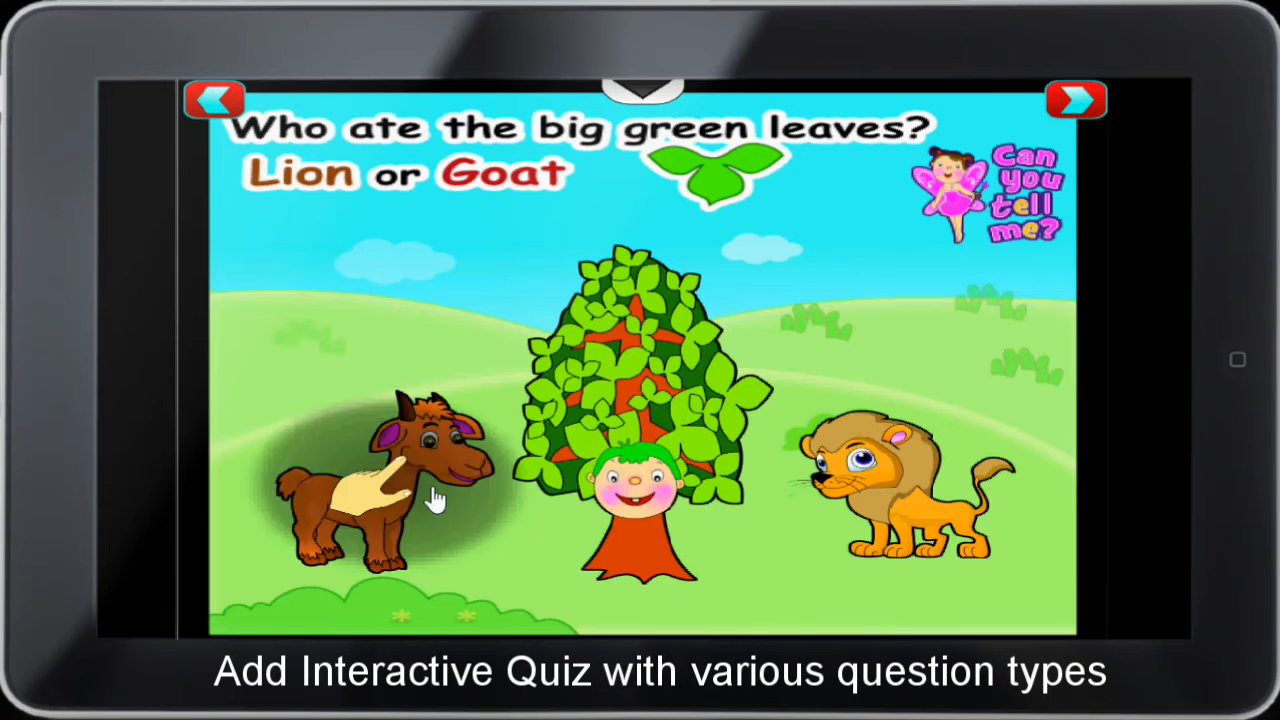 Who ate the big green leaves?
Lion or Goat
Can
you
tell
me?
Add Interactive Quiz with various question types